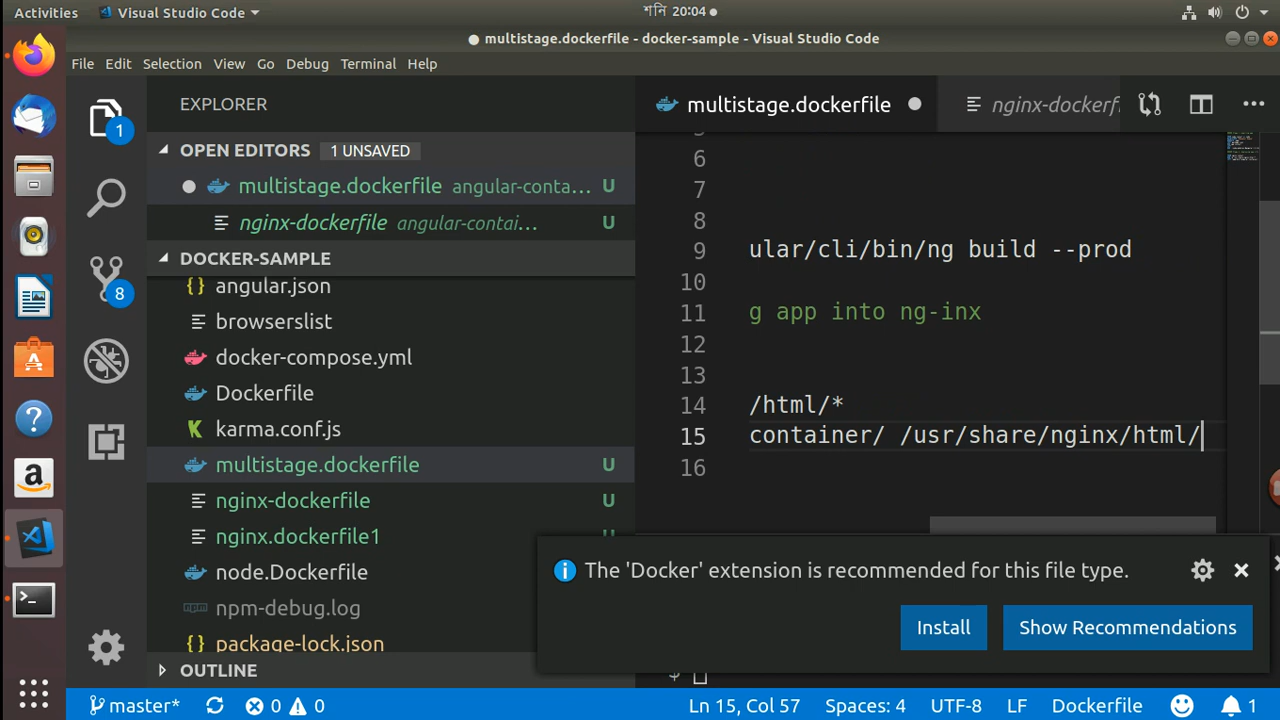 Activities Visual Studio Code শনি 20:04
multistage.dockerfile - docker-sample - Visual Studio Code
File Edit Selection View Go Debug Terminal Help
1
8
EXPLORER
OPEN EDITORS 1 UNSAVED
multistage.dockerfile angular-conta... U
nginx-dockerfile angular-contai... U
DOCKER-SAMPLE
angular.json
browserslist
docker-compose.yml
Dockerfile
karma.conf.js
multistage.dockerfile U
nginx-dockerfile U
nginx.dockerfile1
node.Dockerfile
npm-debug.log
package-lock.json
OUTLINE
multistage.dockerfile nginx-dockerf
6
7
8
9 ular/cli/bin/ng build --prod
10
11 g app into ng-inx
12
13
14 /html/*
15 container/ /usr/share/nginx/html/
16
The 'Docker' extension is recommended for this file type.
Install Show Recommendations
$
master* 0 0 Ln 15, Col 57 Spaces: 4 UTF-8 LF Dockerfile 1